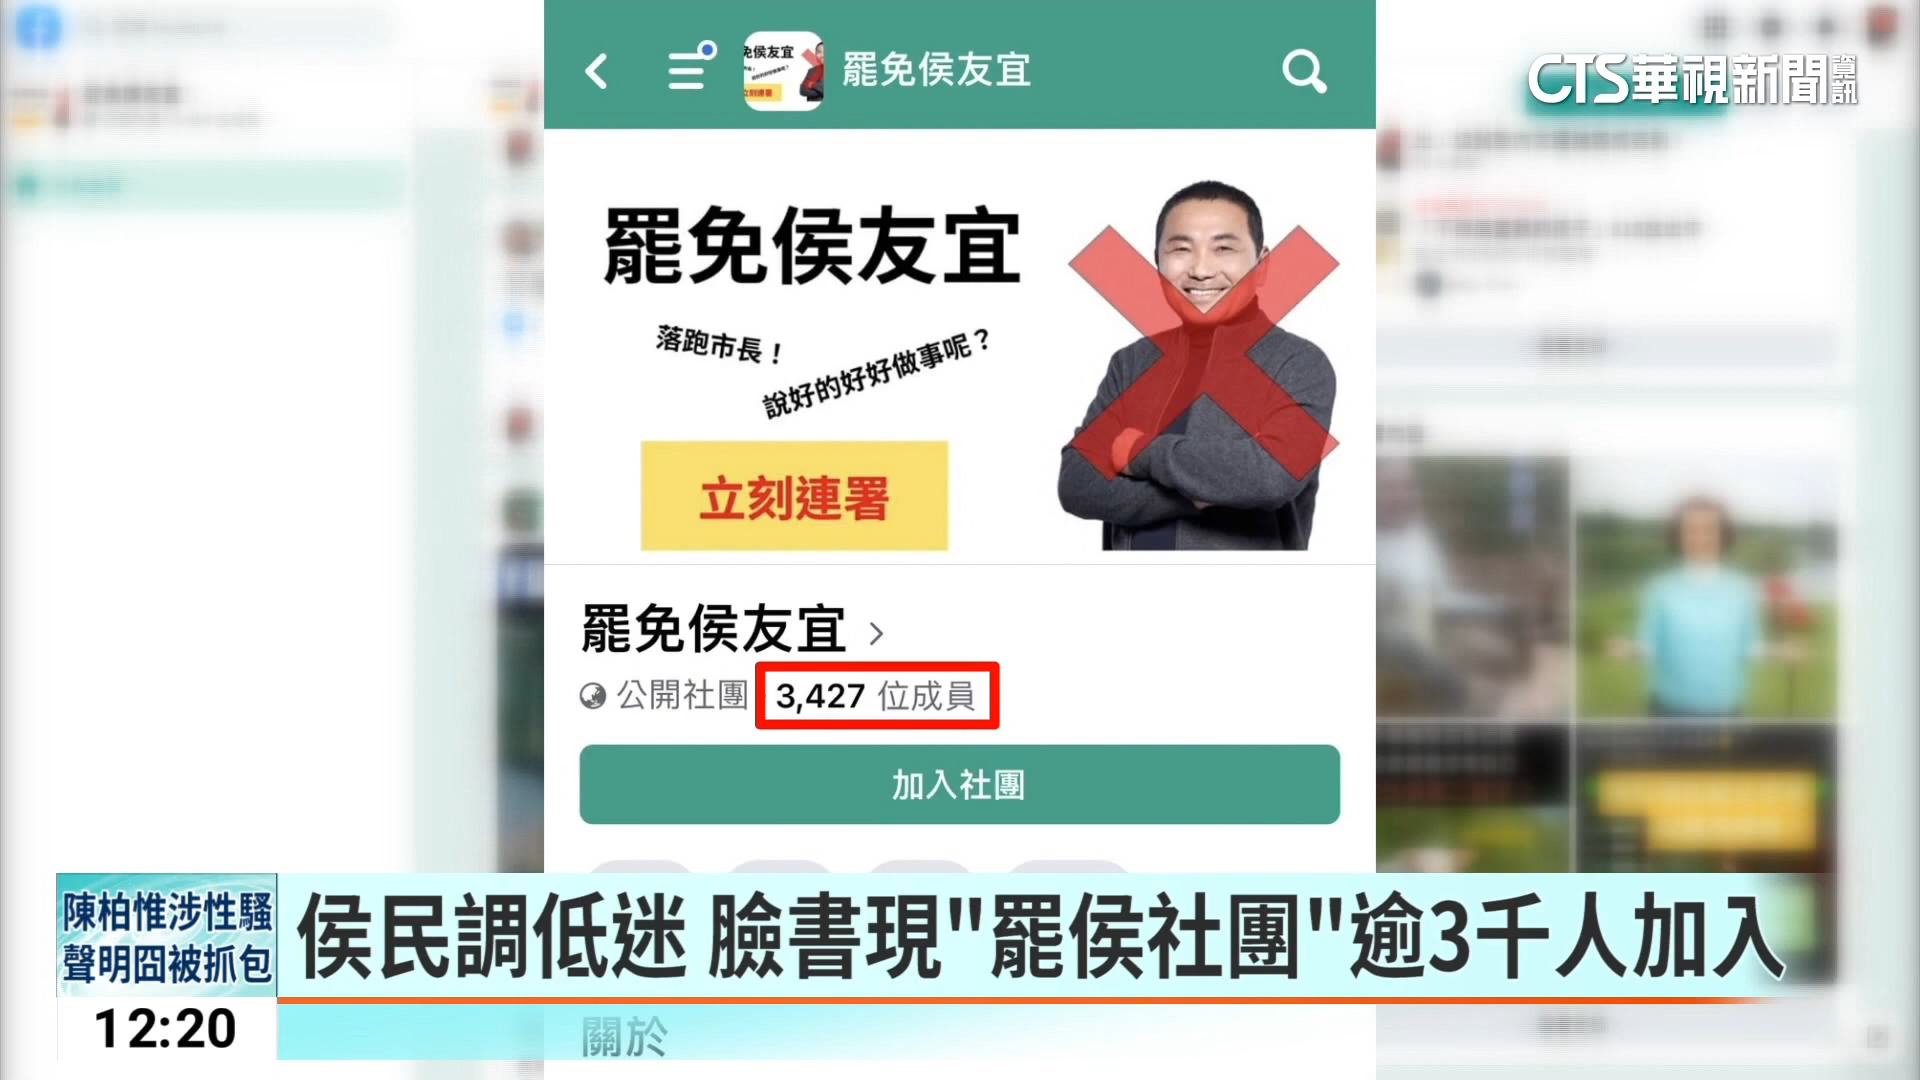 罷免侯友宜
CTS華視新聞資訊
罷免侯友宜
落跑市長！
說好的好好做事呢？
立刻連署
罷免侯友宜
公開社團 3,427 位成員
加入社團
陳柏惟涉性騷
聲明囧被抓包
侯民調低迷 臉書現"罷侯社團"逾3千人加入
12:20
關於